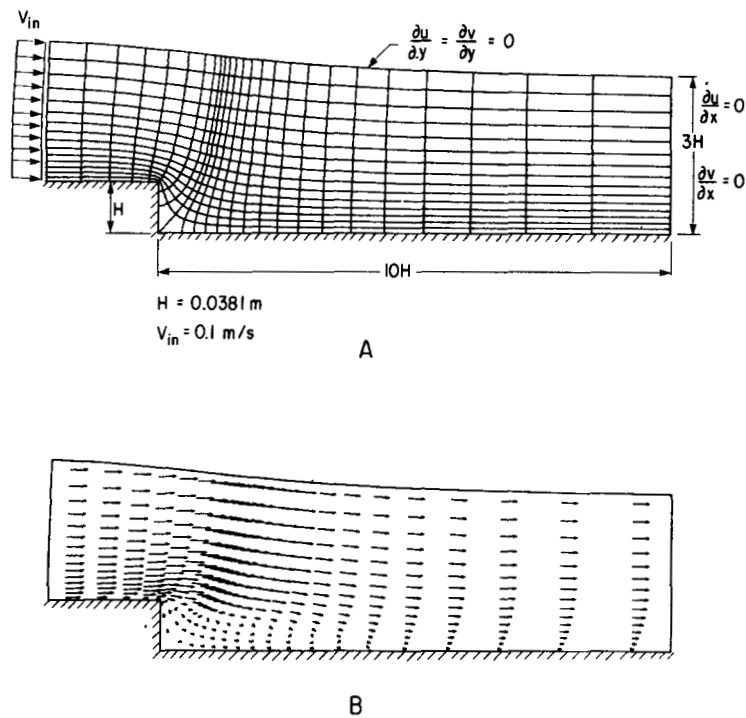 V_in
∂u/∂y = ∂v/∂y = 0
∂u/∂x = 0
3H
∂v/∂x = 0
H
10H
H = 0.0381 m
V_in = 0.1 m/s
A
B